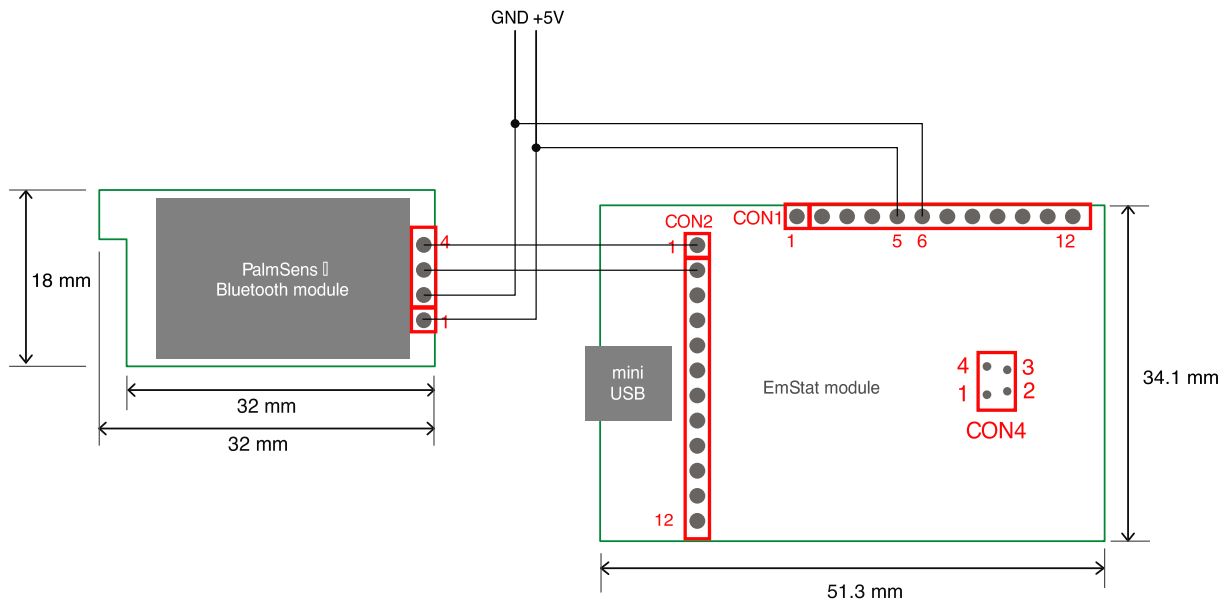 GND +5V
CON2
CON1
1
5
6
12
4
1
PalmSens
Bluetooth module
18 mm
1
mini
USB
EmStat module
4
3
1
2
CON4
34.1 mm
32 mm
32 mm
12
51.3 mm